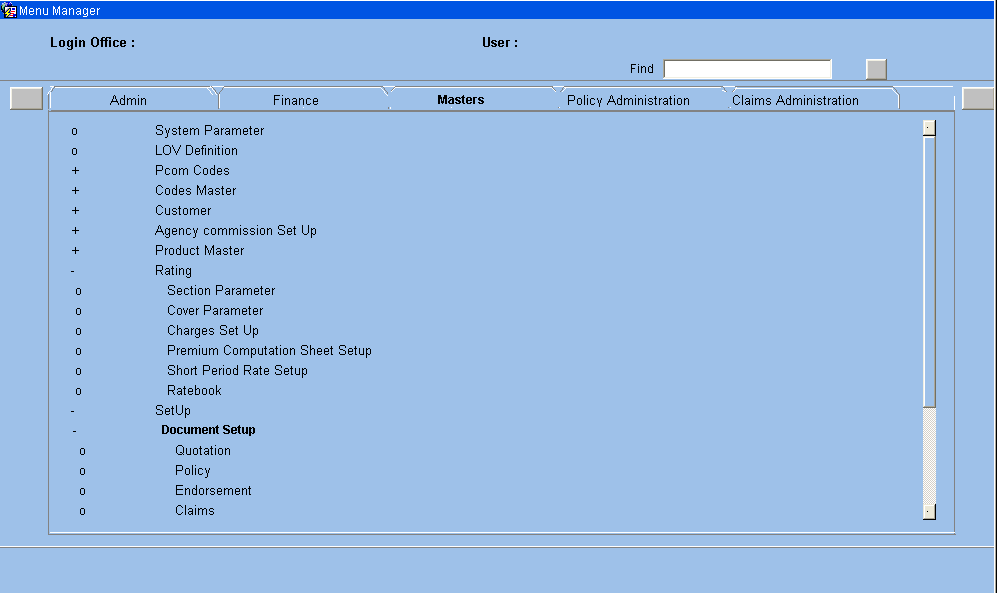 Menu Manager
Login Office : User :
Find
Admin Finance Masters Policy Administration Claims Administration
o System Parameter
o LOV Definition
+ Pcom Codes
+ Codes Master
+ Customer
+ Agency commission Set Up
+ Product Master
- Rating
o Section Parameter
o Cover Parameter
o Charges Set Up
o Premium Computation Sheet Setup
o Short Period Rate Setup
o Ratebook
- SetUp
- Document Setup
o Quotation
o Policy
o Endorsement
o Claims